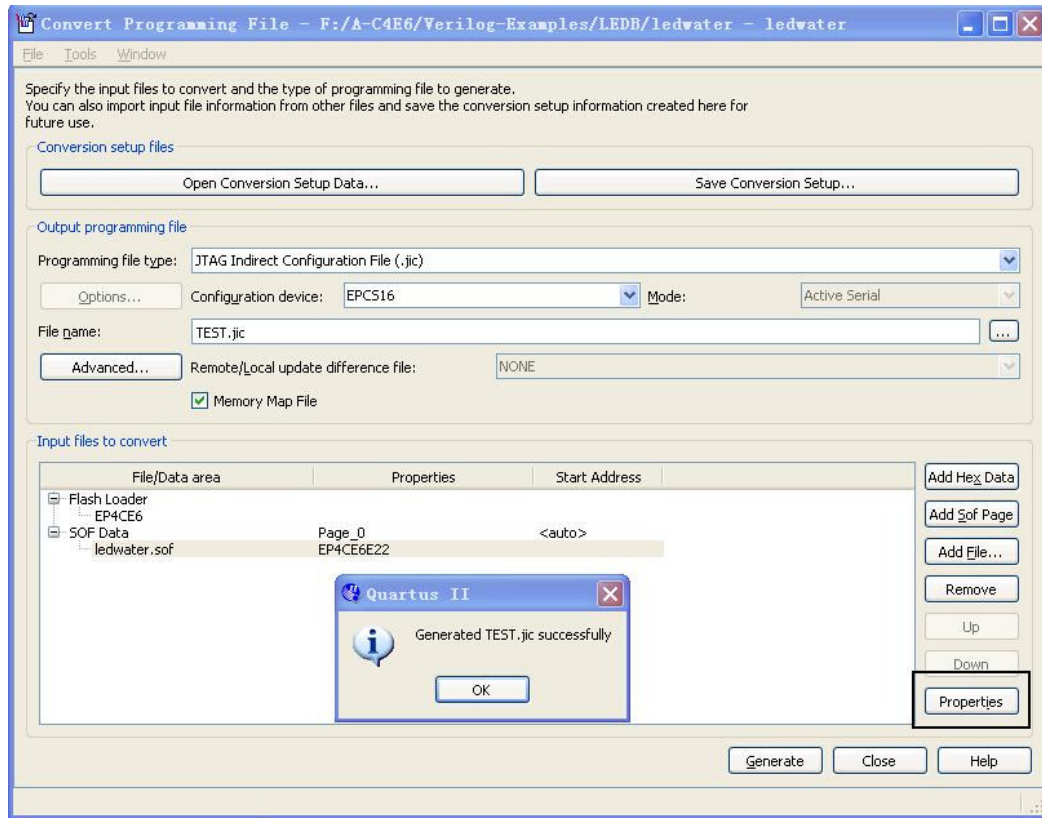 Convert Programming File - F:/A-C4E6/Verilog-Examples/LEDB/ledwater - ledwater
File Tools Window
Specify the input files to convert and the type of programming file to generate.
You can also import input file information from other files and save the conversion setup information created here for
future use.
Conversion setup files
Open Conversion Setup Data...
Save Conversion Setup...
Output programming file
Programming file type: JTAG Indirect Configuration File (.jic)
Options... Configuration device: EPCS16 Mode: Active Serial
File name: TEST.jic ...
Advanced... Remote/Local update difference file: NONE
Memory Map File
Input files to convert
File/Data area Properties Start Address
Flash Loader
EP4CE6
SOF Data Page_0 <auto>
ledwater.sof EP4CE6E22
Add Hex Data
Add Sof Page
Add File...
Remove
Up
Down
Properties
Quartus II
Generated TEST.jic successfully
OK
Generate Close Help